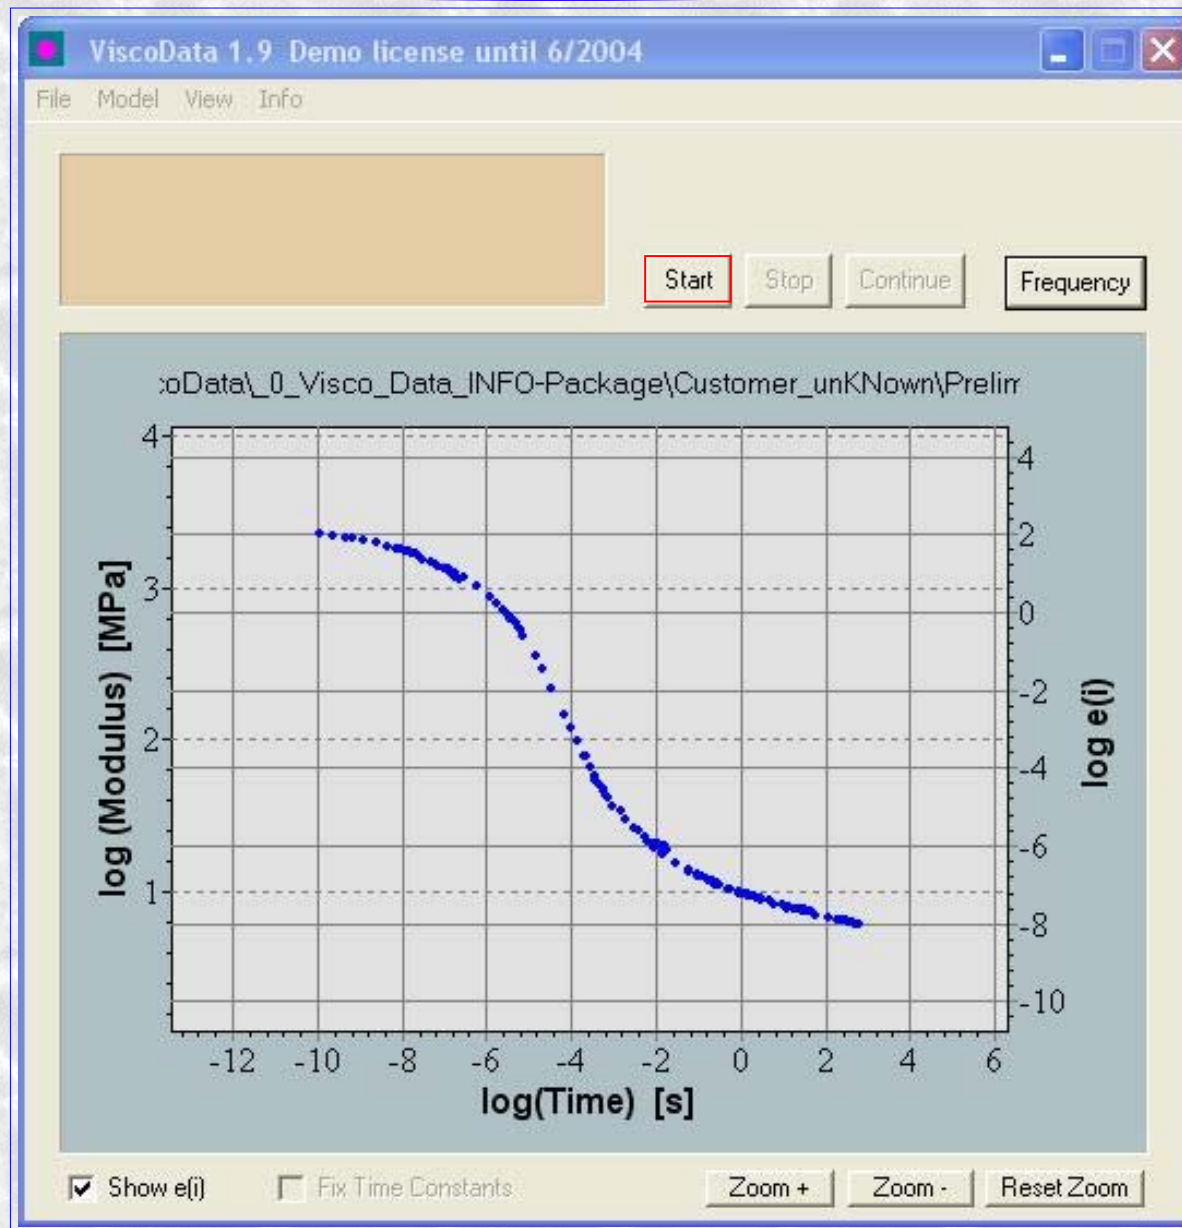 ViscoData 1.9 Demo license until 6/2004
File Model View Info
Start Stop Continue Frequency
:oData\_0_Visco_Data_INFO-Package\Customer_unKNown\Prelim
4
3
2
1
log (Modulus) [MPa]
4
2
0
-2
-4
-6
-8
-10
log e(i)
-12 -10 -8 -6 -4 -2 0 2 4 6
log(Time) [s]
Show e(i) Fix Time Constants Zoom + Zoom - Reset Zoom